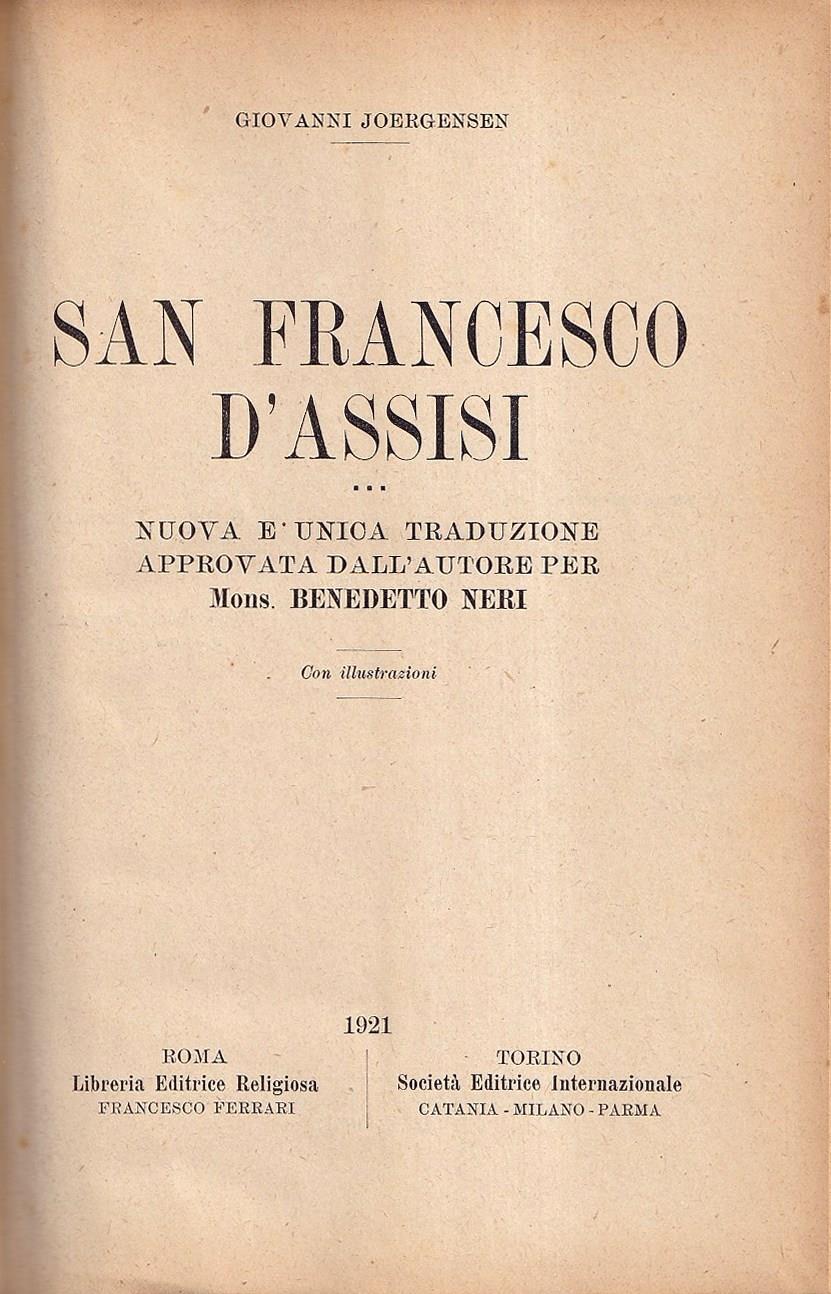 GIOVANNI JOERGENSEN
SAN FRANCESCO
D'ASSISI
...
NUOVA E UNICA TRADUZIONE
APPROVATA DALL'AUTORE PER
Mons. BENEDETTO NERI
Con illustrazioni
1921
ROMA
Libreria Editrice Religiosa
FRANCESCO FERRARI
TORINO
Società Editrice Internazionale
CATANIA - MILANO - PARMA